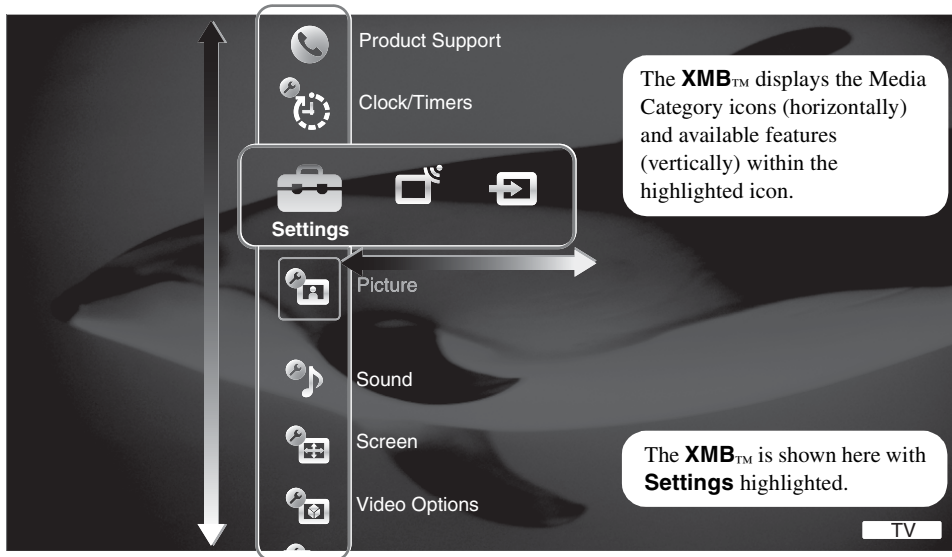 Product Support
Clock/Timers
The XMB™ displays the Media
Category icons (horizontally)
and available features
(vertically) within the
highlighted icon.
Settings
Picture
Sound
Screen
Video Options
The XMB™ is shown here with
Settings highlighted.
TV